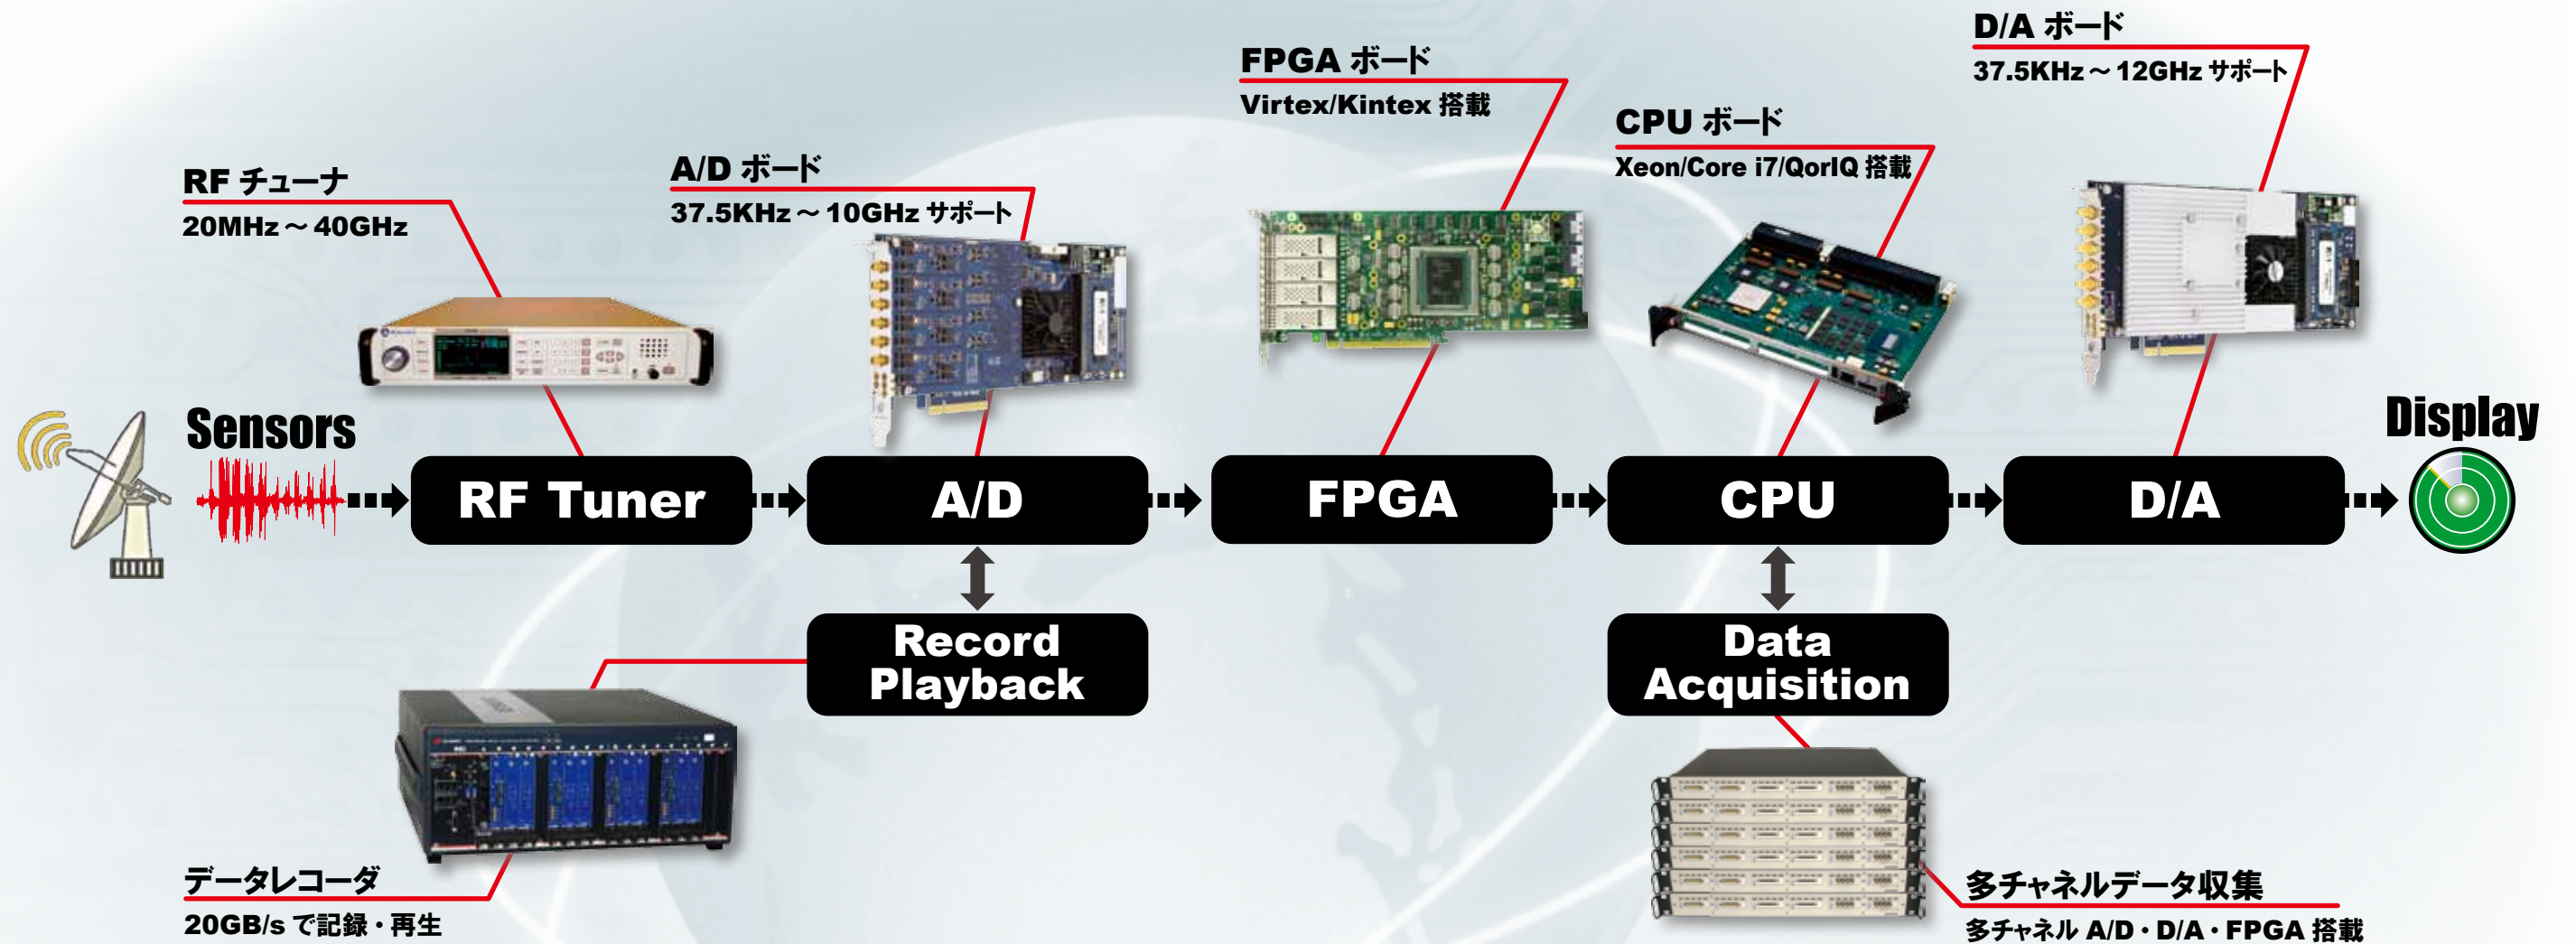 D/A ボード
37.5KHz～12GHz サポート
FPGA ボード
Virtex/Kintex 搭載
CPU ボード
Xeon/Core i7/QorIQ 搭載
A/D ボード
37.5KHz～10GHz サポート
RF チューナ
20MHz～40GHz
Sensors
Display
RF Tuner
A/D
FPGA
CPU
D/A
Record
Playback
Data
Acquisition
データレコーダ
20GB/s で記録・再生
多チャネルデータ収集
多チャネル A/D・D/A・FPGA 搭載